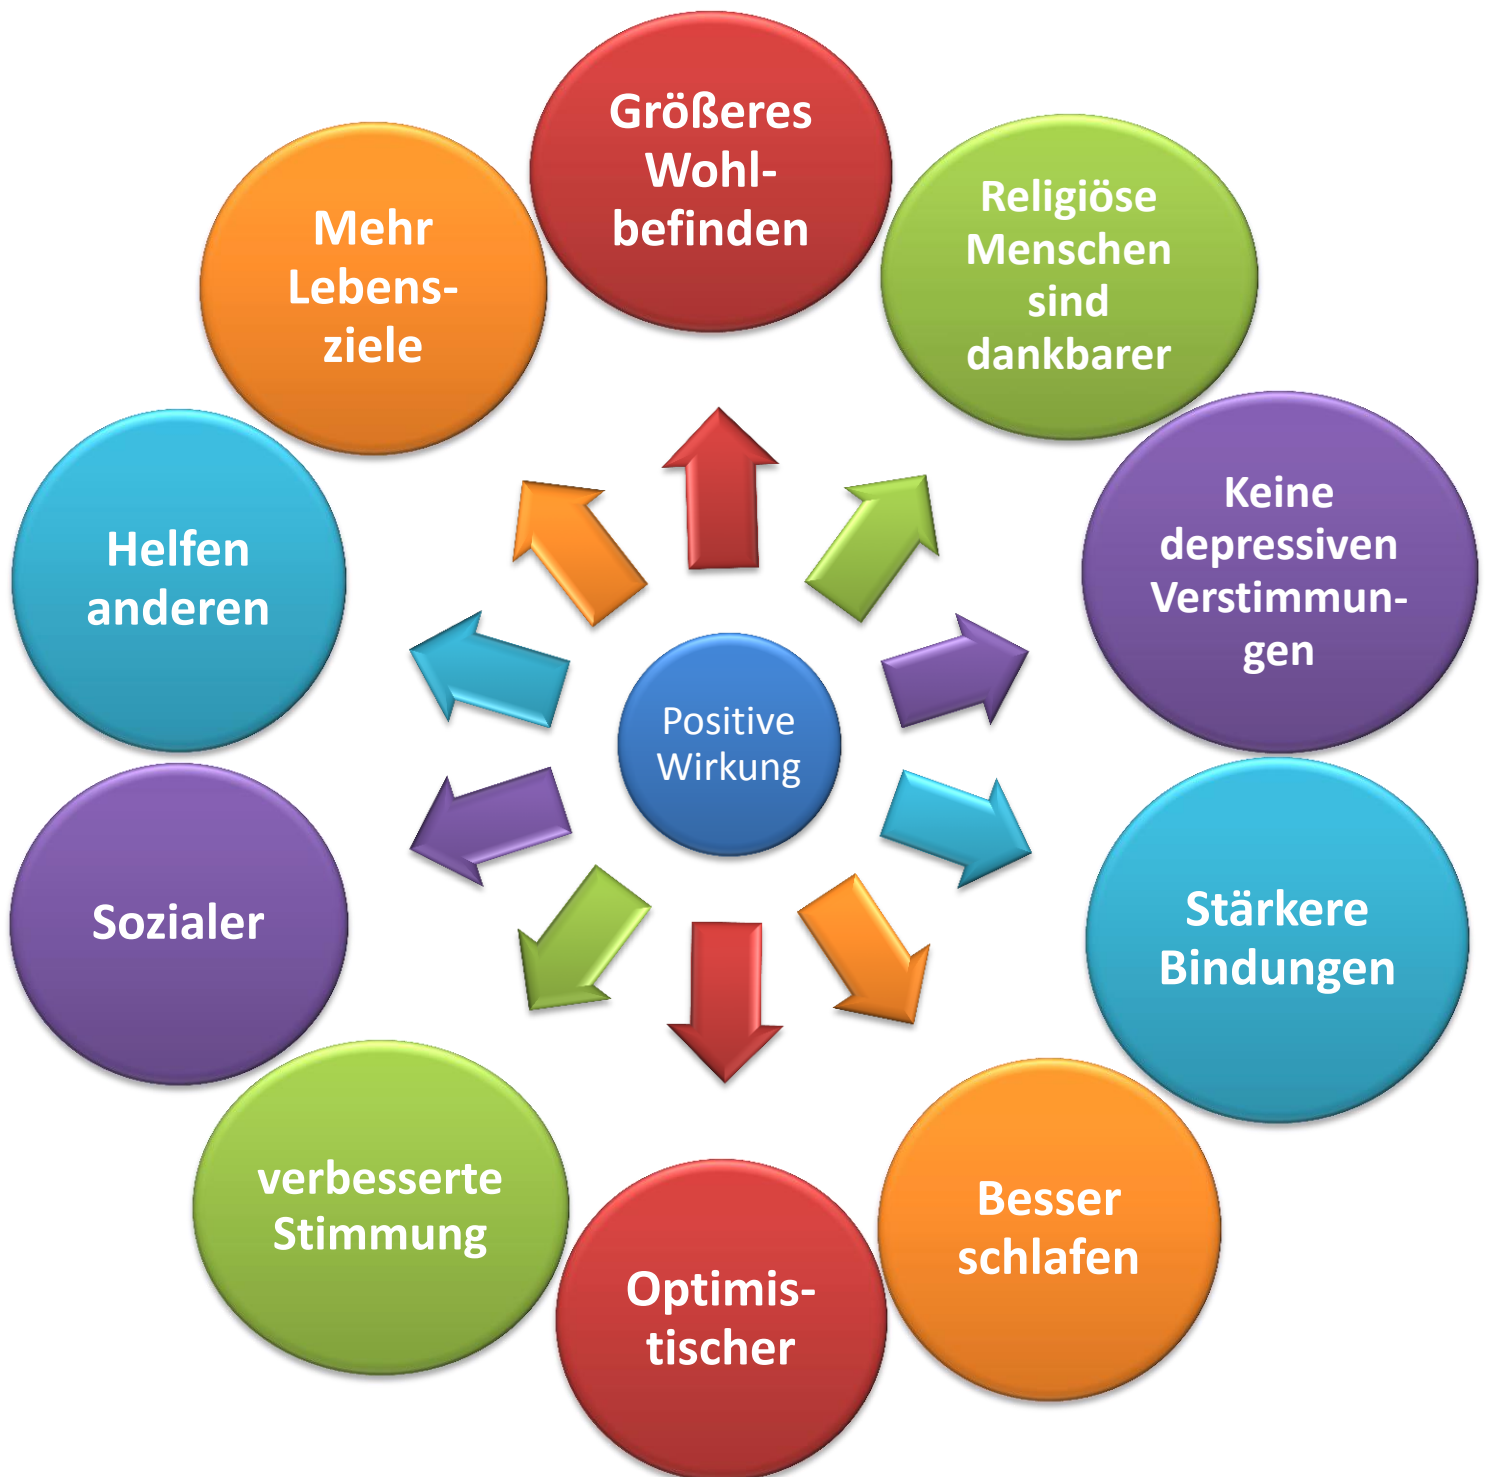 Größeres
Wohl-
befinden
Religiöse
Menschen
sind
dankbarer
Keine
depressiven
Verstimmun-
gen
Stärkere
Bindungen
Besser
schlafen
Optimis-
tischer
verbesserte
Stimmung
Sozialer
Helfen
anderen
Mehr
Lebens-
ziele
Positive
Wirkung